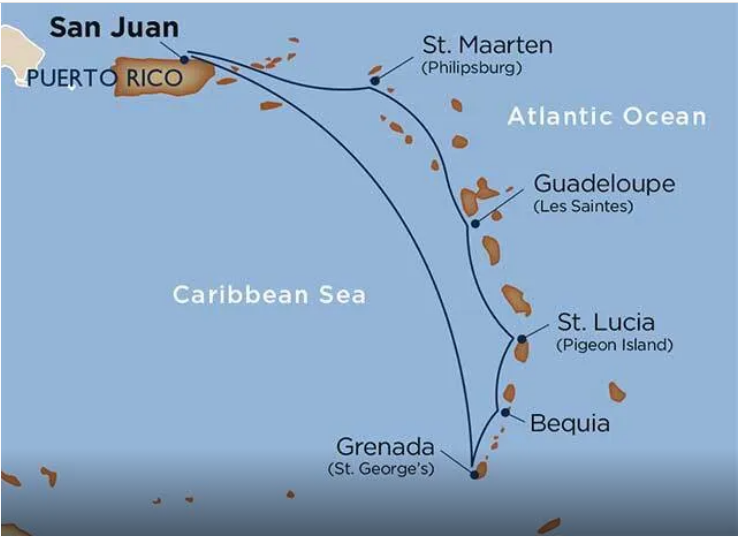 San Juan
PUERTO RICO
St. Maarten
(Philipsburg)
Atlantic Ocean
Guadeloupe
(Les Saintes)
Caribbean Sea
St. Lucia
(Pigeon Island)
Bequia
Grenada
(St. George's)